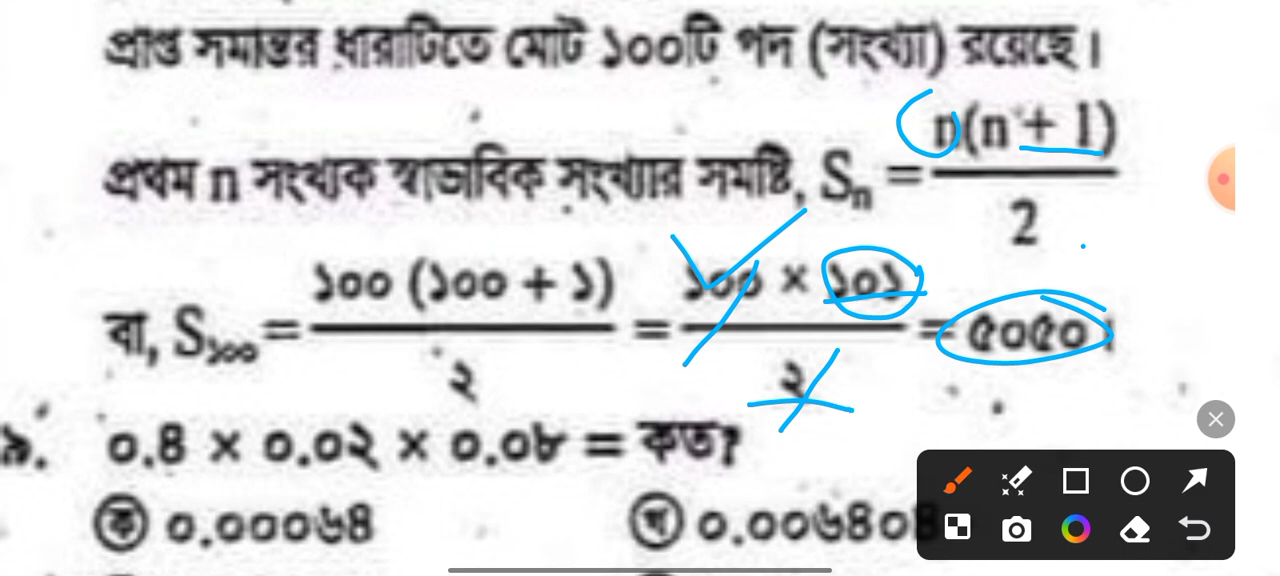 প্রাপ্ত সমান্তর ধারাটিতে মোট ১০০টি পদ (সংখ্যা) রয়েছে।
প্রথম n সংখ্যক স্বাভাবিক সংখ্যার সমষ্টি, Sₙ = n(n + 1)/2
বা, S₁₀₀ = ১০০ (১০০ + ১)/২ = ১০০ × ১০১/২ = ৫০৫০।
৯. ০.৪ × ০.০২ × ০.০৮ = কত?
ক ০.০০০৬৪ খ ০.০০৬৪০